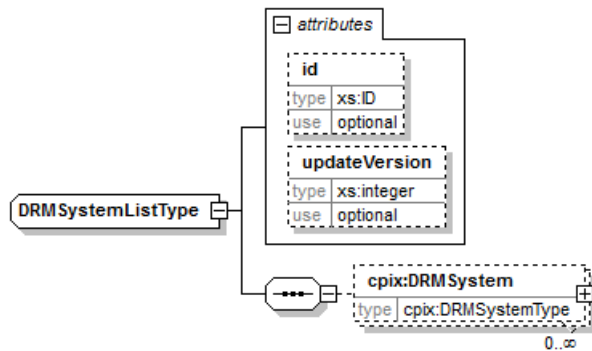 attributes
id
type xs:ID
use optional
updateVersion
type xs:integer
use optional
DRMSystemListType
cpix:DRMSystem
type cpix:DRMSystemType
0..∞